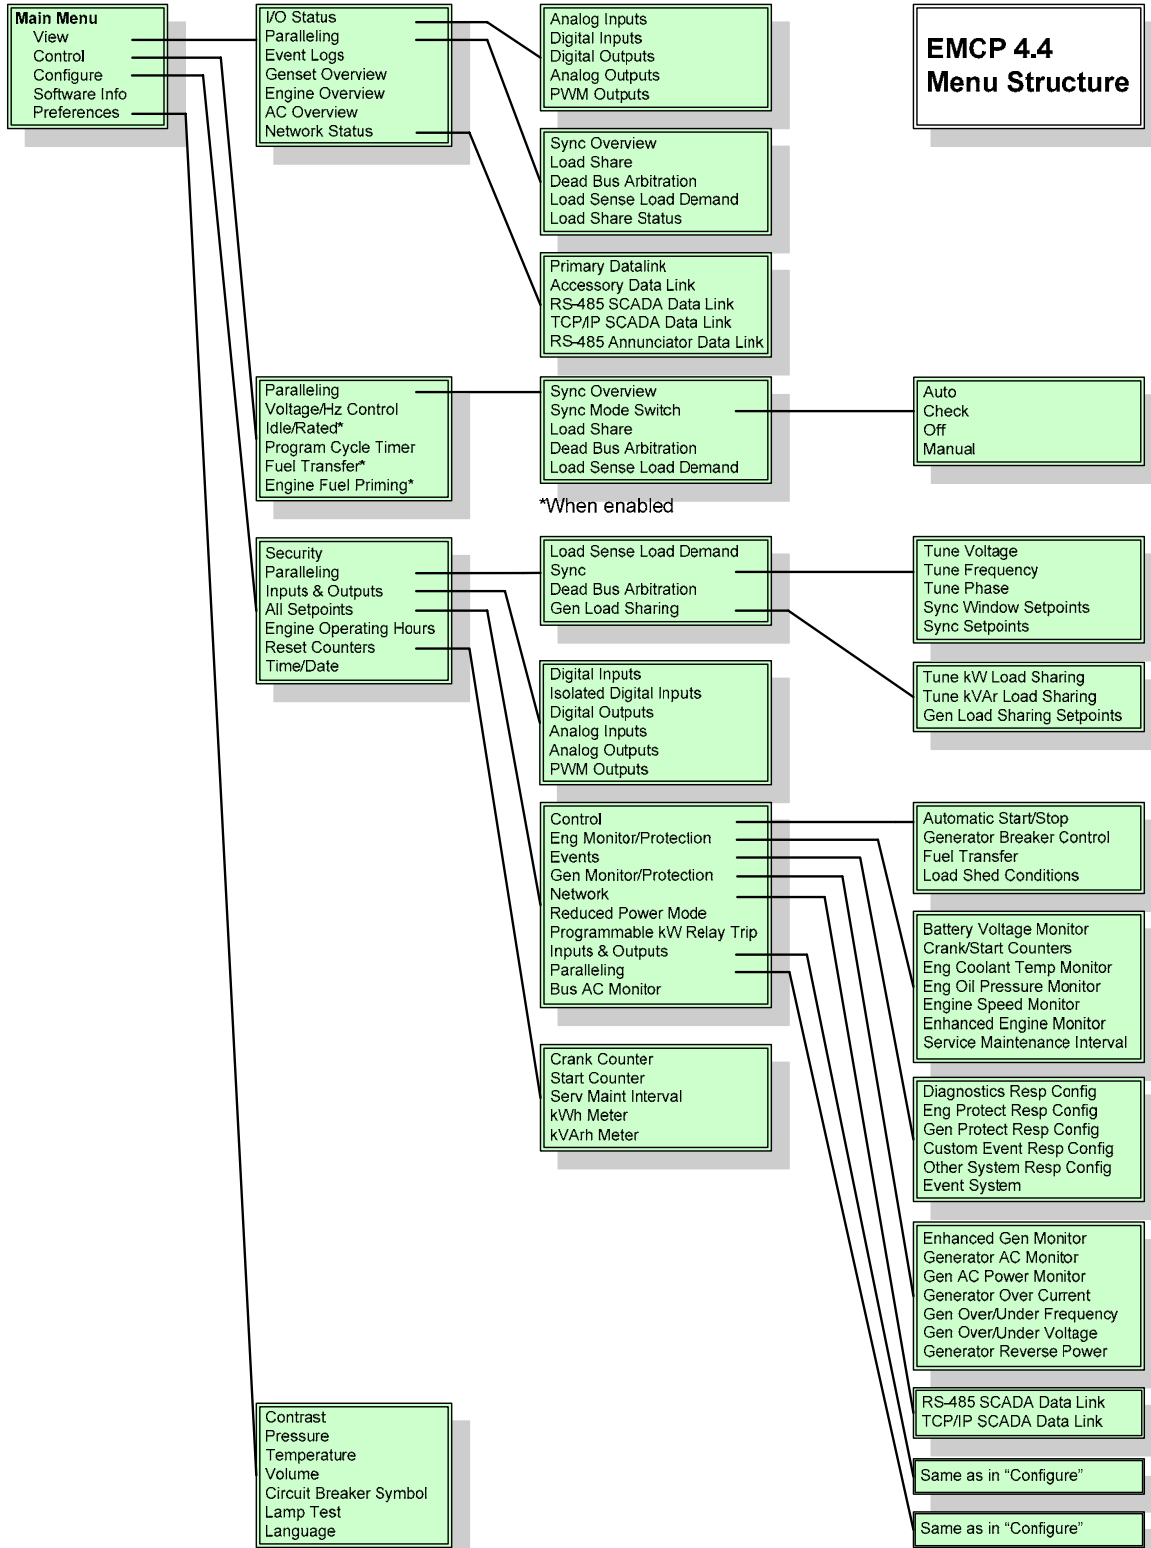 Main Menu
View
Control
Configure
Software Info
Preferences
I/O Status
Paralleling
Event Logs
Genset Overview
Engine Overview
AC Overview
Network Status
Analog Inputs
Digital Inputs
Digital Outputs
Analog Outputs
PWM Outputs
EMCP 4.4
Menu Structure
Sync Overview
Load Share
Dead Bus Arbitration
Load Sense Load Demand
Load Share Status
Primary Datalink
Accessory Data Link
RS-485 SCADA Data Link
TCP/IP SCADA Data Link
RS-485 Annunciator Data Link
Paralleling
Voltage/Hz Control
Idle/Rated*
Program Cycle Timer
Fuel Transfer*
Engine Fuel Priming*
Sync Overview
Sync Mode Switch
Load Share
Dead Bus Arbitration
Load Sense Load Demand
Auto
Check
Off
Manual
*When enabled
Security
Paralleling
Inputs & Outputs
All Setpoints
Engine Operating Hours
Reset Counters
Time/Date
Load Sense Load Demand
Sync
Dead Bus Arbitration
Gen Load Sharing
Tune Voltage
Tune Frequency
Tune Phase
Sync Window Setpoints
Sync Setpoints
Tune kW Load Sharing
Tune kVAr Load Sharing
Gen Load Sharing Setpoints
Digital Inputs
Isolated Digital Inputs
Digital Outputs
Analog Inputs
Analog Outputs
PWM Outputs
Control
Eng Monitor/Protection
Events
Gen Monitor/Protection
Network
Reduced Power Mode
Programmable kW Relay Trip
Inputs & Outputs
Paralleling
Bus AC Monitor
Automatic Start/Stop
Generator Breaker Control
Fuel Transfer
Load Shed Conditions
Battery Voltage Monitor
Crank/Start Counters
Eng Coolant Temp Monitor
Eng Oil Pressure Monitor
Engine Speed Monitor
Enhanced Engine Monitor
Service Maintenance Interval
Crank Counter
Start Counter
Serv Maint Interval
kWh Meter
kVArh Meter
Diagnostics Resp Config
Eng Protect Resp Config
Gen Protect Resp Config
Custom Event Resp Config
Other System Resp Config
Event System
Enhanced Gen Monitor
Generator AC Monitor
Gen AC Power Monitor
Generator Over Current
Gen Over/Under Frequency
Gen Over/Under Voltage
Generator Reverse Power
RS-485 SCADA Data Link
TCP/IP SCADA Data Link
Contrast
Pressure
Temperature
Volume
Circuit Breaker Symbol
Lamp Test
Language
Same as in “Configure”
Same as in “Configure”